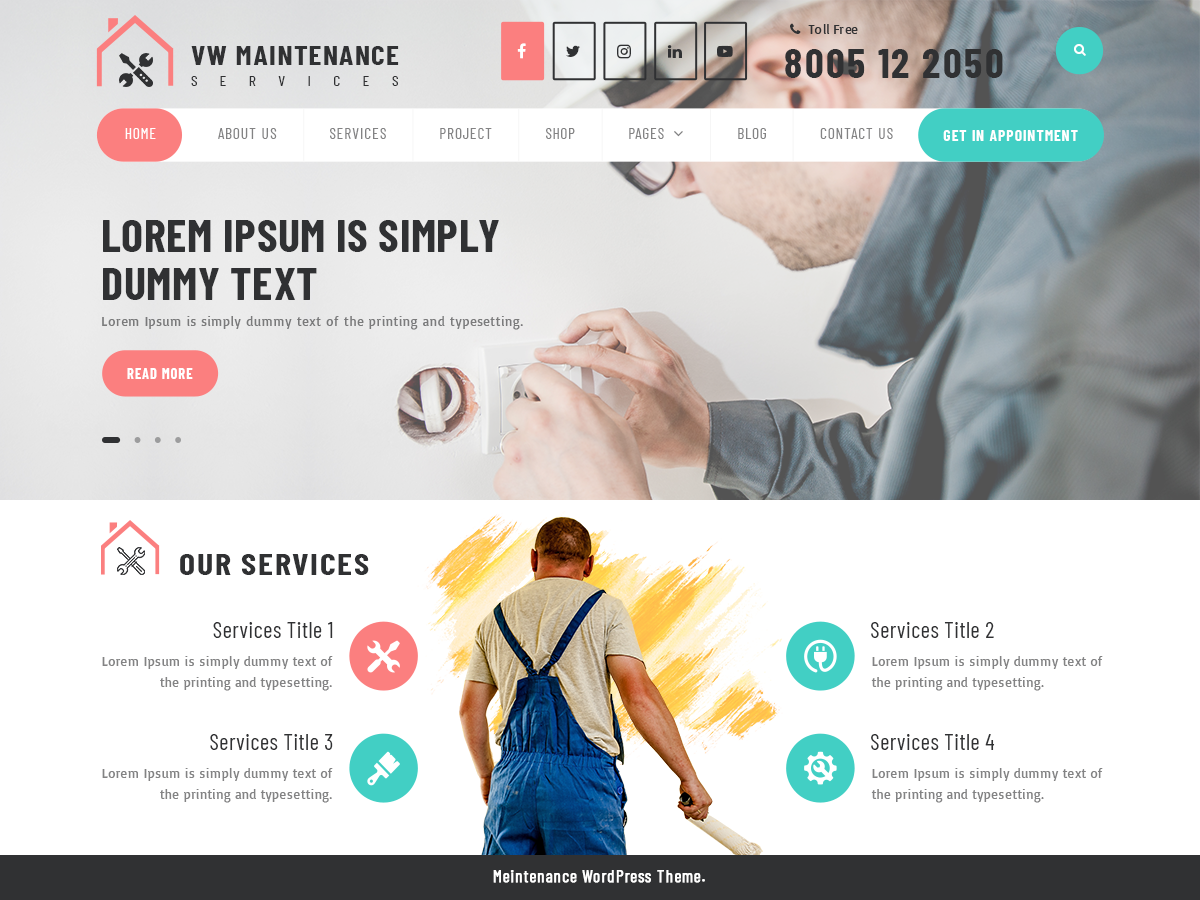 VW MAINTENANCE
SERVICES
Toll Free
8005 12 2050
HOME
ABOUT US
SERVICES
PROJECT
SHOP
PAGES
BLOG
CONTACT US
GET IN APPOINTMENT
LOREM IPSUM IS SIMPLY
DUMMY TEXT
Lorem Ipsum is simply dummy text of the printing and typesetting.
READ MORE
OUR SERVICES
Services Title 1
Lorem Ipsum is simply dummy text of
the printing and typesetting.
Services Title 2
Lorem Ipsum is simply dummy text of
the printing and typesetting.
Services Title 3
Lorem Ipsum is simply dummy text of
the printing and typesetting.
Services Title 4
Lorem Ipsum is simply dummy text of
the printing and typesetting.
Meintenance WordPress Theme.